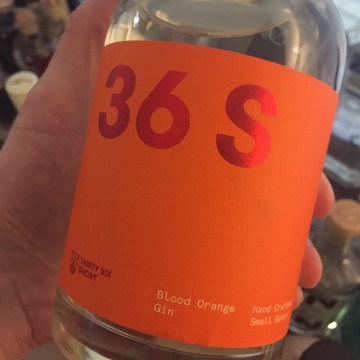 36 S
THIRTY SIX
SHORT
Blood Orange
Gin
Hand Crafted
Small Batch